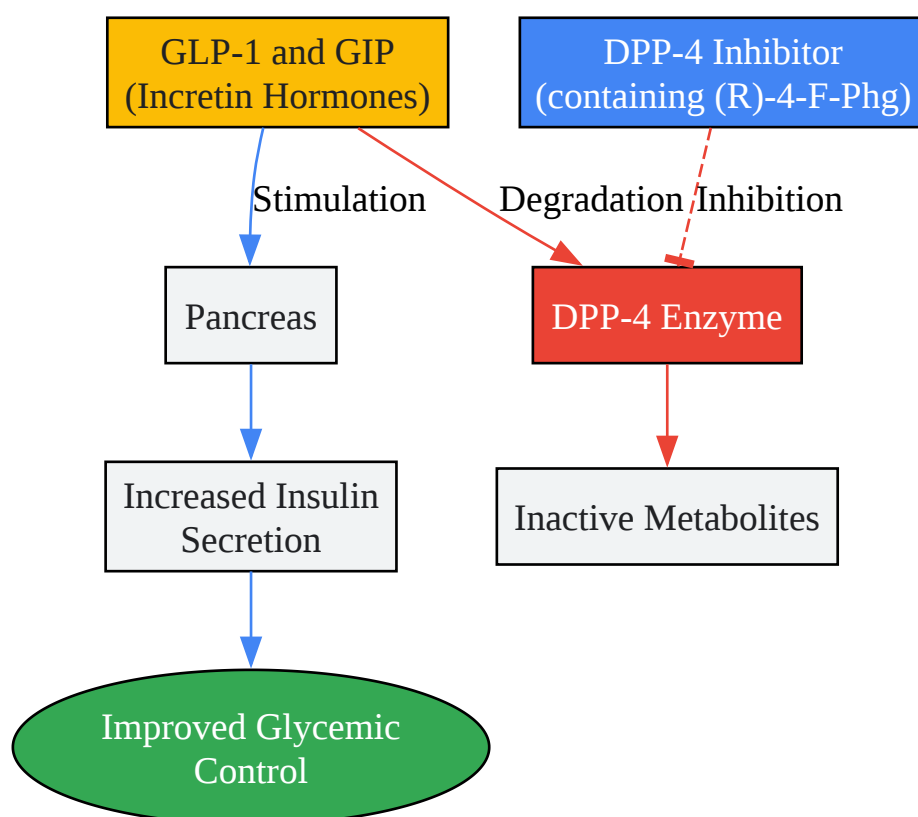 GLP-1 and GIP
(Incretin Hormones)
DPP-4 Inhibitor
(containing (R)-4-F-Phg)
Stimulation
Degradation
Inhibition
Pancreas
DPP-4 Enzyme
Increased Insulin
Secretion
Inactive Metabolites
Improved Glycemic
Control